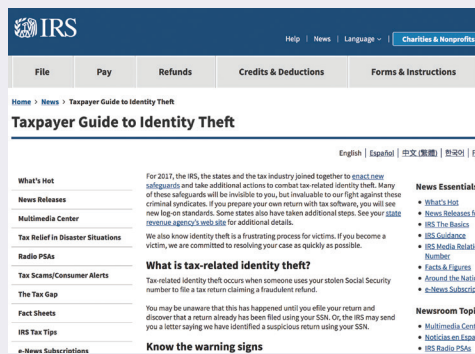 IRS
Help | News | Language | Charities & Nonprofits
File Pay Refunds Credits & Deductions Forms & Instructions
Home > News > Taxpayer Guide to Identity Theft
Taxpayer Guide to Identity Theft
English | Español | 中文 (繁體) | 한국어 |
What's Hot
News Releases
Multimedia Center
Tax Relief in Disaster Situations
Radio PSAs
Tax Scams/Consumer Alerts
The Tax Gap
Fact Sheets
IRS Tax Tips
e-News Subscriptions
For 2017, the IRS, the states and the tax industry joined together to enact new
safeguards and take additional actions to combat tax-related identity theft. Many
of these safeguards will be invisible to you, but invaluable to our fight against these
criminal syndicates. If you prepare your own return with tax software, you will see
new log-on standards. Some states also have taken additional steps. See your state
revenue agency's web site for additional details.
We also know identity theft is a frustrating process for victims. If you become a
victim, we are committed to resolving your case as quickly as possible.
What is tax-related identity theft?
Tax-related identity theft occurs when someone uses your stolen Social Security
number to file a tax return claiming a fraudulent refund.
You may be unaware that this has happened until you efile your return and
discover that a return already has been filed using your SSN. Or, the IRS may send
you a letter saying we have identified a suspicious return using your SSN.
Know the warning signs
News Essentials
What's Hot
News Releases
IRS The Basics
IRS Guidance
IRS Media
Number
Facts & Figures
Around the
e-News
Newsroom
Multimedia
Noticias en
IRS Radio PSAs